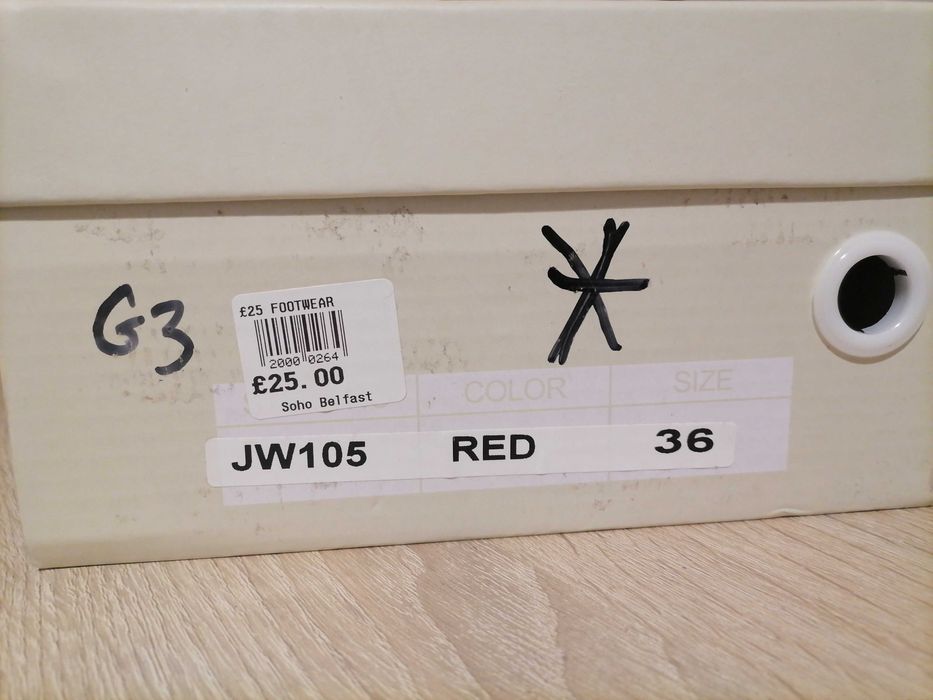 G3
£25 FOOTWEAR
2000 0264
£25.00
Soho Belfast
COLOR
SIZE
JW105 RED 36